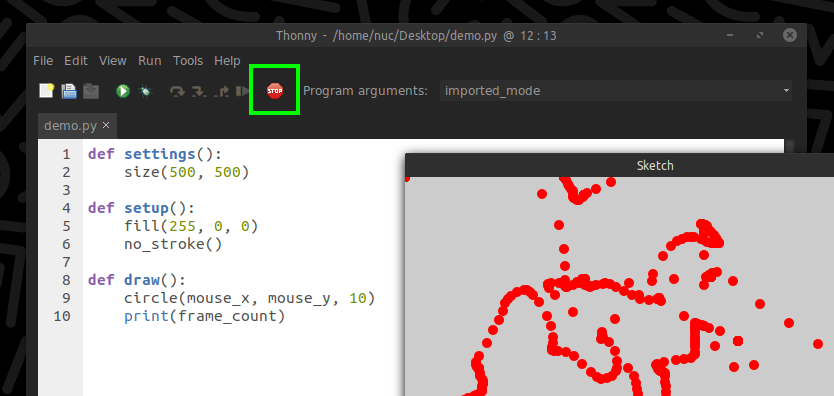 Thonny - /home/nuc/Desktop/demo.py @ 12 : 13
File Edit View Run Tools Help
STOP
Program arguments: imported_mode
demo.py ×
1 def settings():
2     size(500, 500)
3
4 def setup():
5     fill(255, 0, 0)
6     no_stroke()
7
8 def draw():
9     circle(mouse_x, mouse_y, 10)
10     print(frame_count)
Sketch